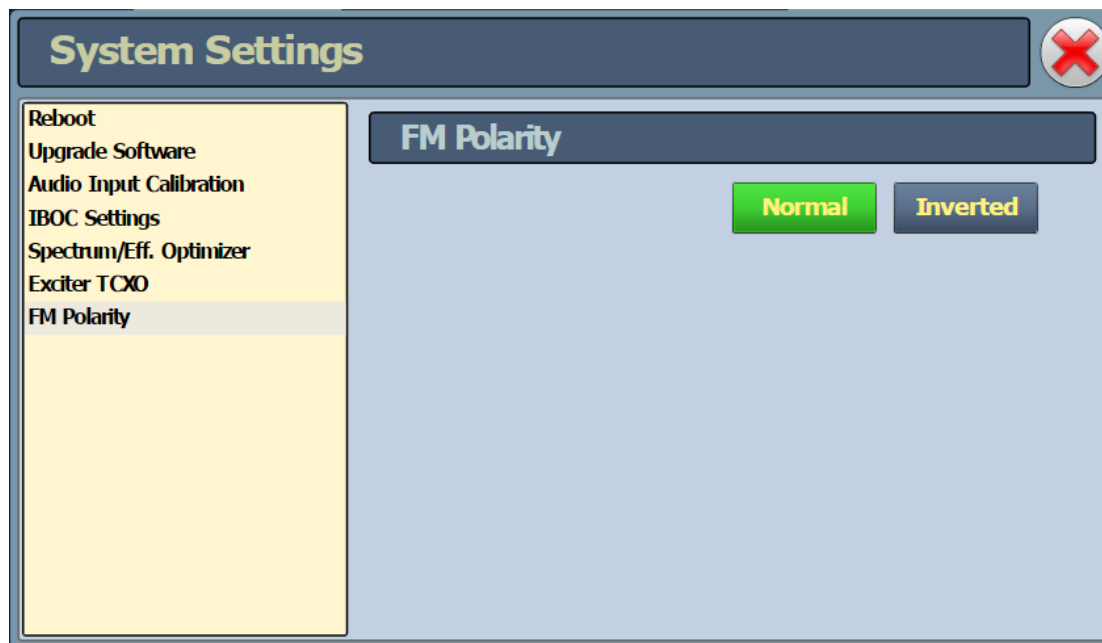 System Settings
Reboot
Upgrade Software
Audio Input Calibration
IBOC Settings
Spectrum/Eff. Optimizer
Exciter TCXO
FM Polarity
FM Polarity
Normal
Inverted